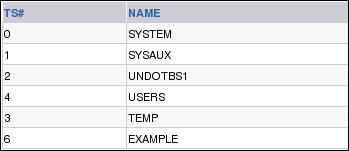 TS# NAME
0 SYSTEM
1 SYSAUX
2 UNDOTBS1
4 USERS
3 TEMP
6 EXAMPLE